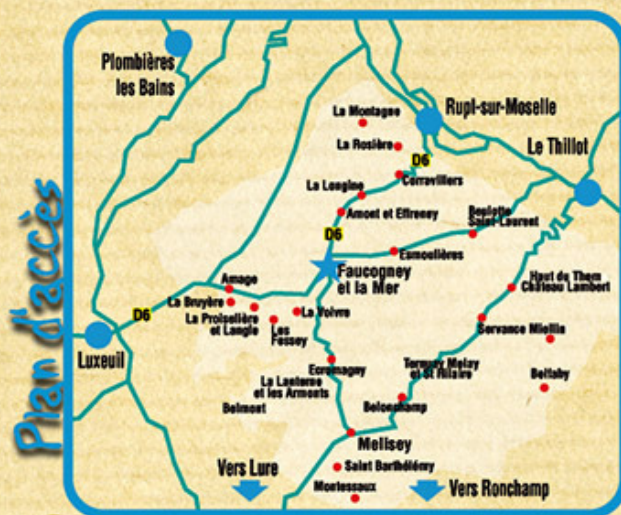 Plan d'accès
Plombières
les Bains
La Montagne
Rupl-sur-Moselle
La Rosière
Le Thillot
D6
Corravillers
La Longine
Amont et Effreney
Beulotte
Saint-Laurent
D6
Esmoulières
Faucogney
et la Mer
Amage
Haut du Them
Château Lambert
La Bruyère
La Voivre
D6
La Proiselière
et Langle
Les
Fessey
Servance Miellin
Luxeuil
Ecromagny
Ternuay Melay
et St Hilaire
Belfahy
La Lanterne
et les Armonts
Belmont
Belonchamp
Melisey
Vers Lure
Saint Barthélémy
Montessaux
Vers Ronchamp